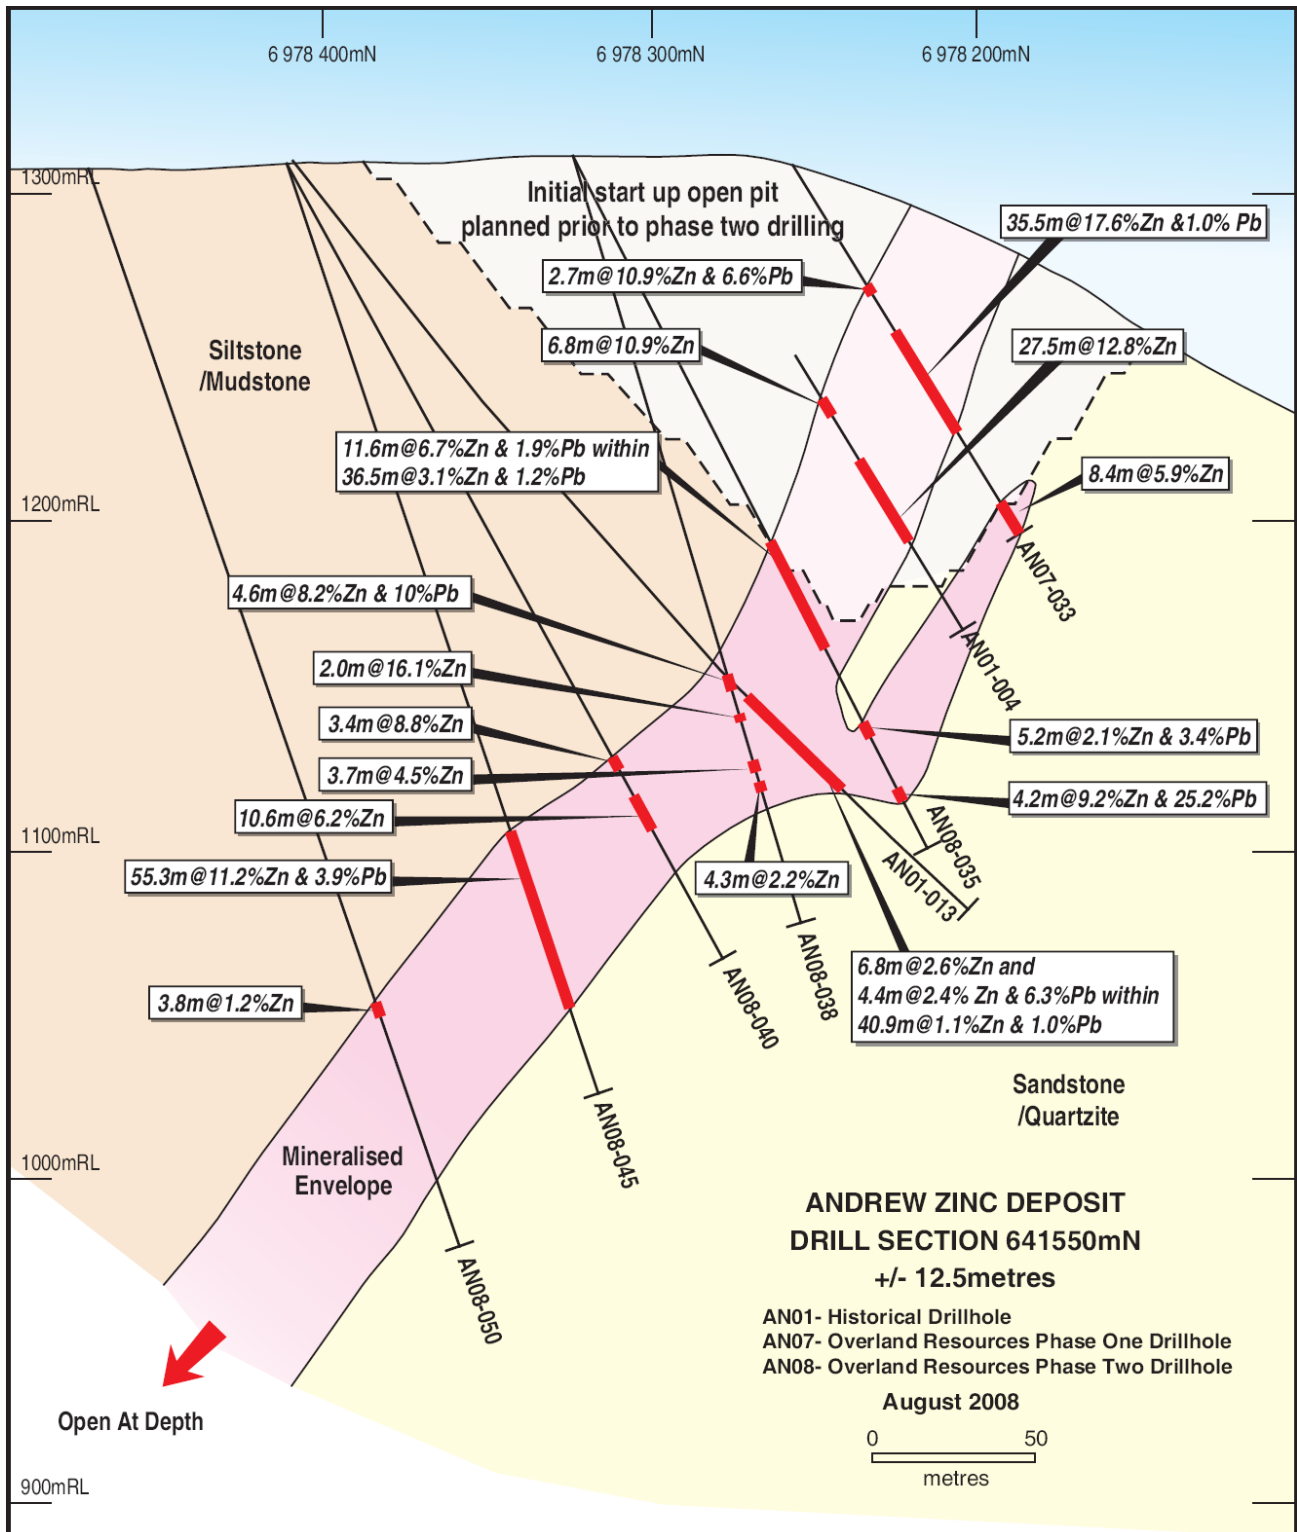 6 978 400mN
6 978 300mN
6 978 200mN
1300mRL
Initial start up open pit
planned prior to phase two drilling
35.5m@17.6%Zn &1.0% Pb
2.7m@10.9%Zn & 6.6%Pb
6.8m@10.9%Zn
27.5m@12.8%Zn
Siltstone
/Mudstone
11.6m@6.7%Zn & 1.9%Pb within
36.5m@3.1%Zn & 1.2%Pb
8.4m@5.9%Zn
1200mRL
AN07-033
4.6m@8.2%Zn & 10%Pb
AN01-004
2.0m@16.1%Zn
3.4m@8.8%Zn
5.2m@2.1%Zn & 3.4%Pb
3.7m@4.5%Zn
4.2m@9.2%Zn & 25.2%Pb
10.6m@6.2%Zn
1100mRL
AN08-035
AN01-013
55.3m@11.2%Zn & 3.9%Pb
4.3m@2.2%Zn
AN08-038
AN08-040
6.8m@2.6%Zn and
4.4m@2.4% Zn & 6.3%Pb within
40.9m@1.1%Zn & 1.0%Pb
3.8m@1.2%Zn
Sandstone
/Quartzite
AN08-045
1000mRL
Mineralised
Envelope
AN08-050
ANDREW ZINC DEPOSIT
DRILL SECTION 641550mN
+/- 12.5metres
AN01- Historical Drillhole
AN07- Overland Resources Phase One Drillhole
AN08- Overland Resources Phase Two Drillhole
August 2008
0 50
metres
Open At Depth
900mRL